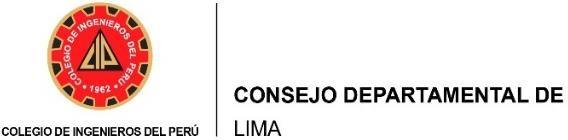 COLEGIO DE INGENIEROS DEL PERU
CIP
1962
COLEGIO DE INGENIEROS DEL PERÚ
CONSEJO DEPARTAMENTAL DE
LIMA